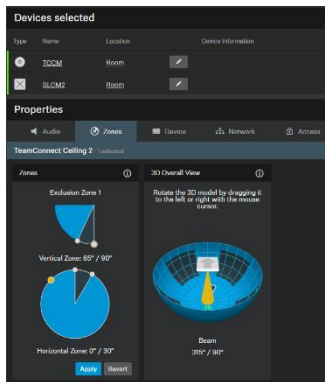 Devices selected
Type Name Location Device Information
TCCM Room
SLCM2 Room
Properties
Audio Zones Device Network Access
TeamConnect Ceiling 2 1 selected
Zones 3D Overall View
Exclusion Zone 1
Rotate the 3D model by dragging it
to the left or right with the mouse
cursor.
Vertical Zone: 65° / 90°
Horizontal Zone: 0° / 30°
Beam
315° / 90°
Apply Revert